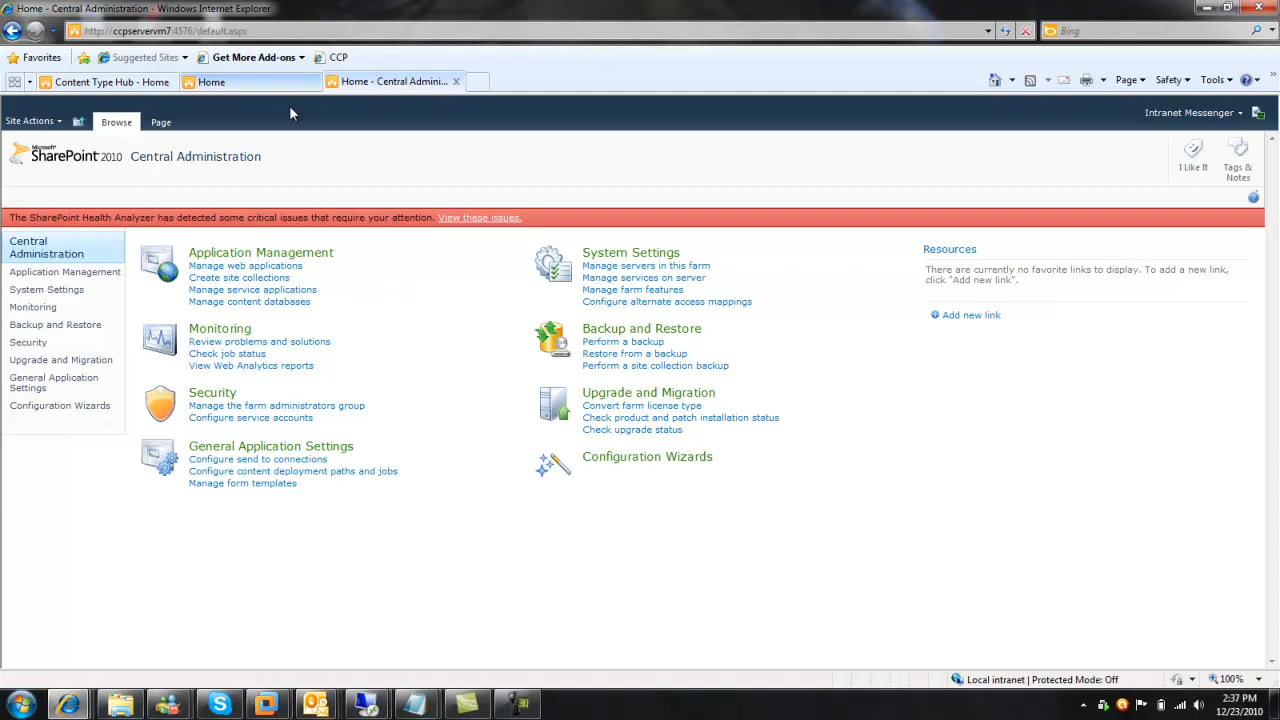 Home - Central Administration - Windows Internet Explorer
http://ccpservervm7:4576/default.aspx
Bing
Favorites
Suggested Sites
Get More Add-ons
CCP
Content Type Hub - Home
Home
Home - Central Admini...
Page
Safety
Tools
Site Actions
Browse
Page
Intranet Messenger
Microsoft
SharePoint 2010
Central Administration
I Like It
Tags &
Notes
The SharePoint Health Analyzer has detected some critical issues that require your attention. View these issues.
Central
Administration
Application Management
System Settings
Monitoring
Backup and Restore
Security
Upgrade and Migration
General Application
Settings
Configuration Wizards
Application Management
Manage web applications
Create site collections
Manage service applications
Manage content databases
Monitoring
Review problems and solutions
Check job status
View Web Analytics reports
Security
Manage the farm administrators group
Configure service accounts
General Application Settings
Configure send to connections
Configure content deployment paths and jobs
Manage form templates
System Settings
Manage servers in this farm
Manage services on server
Manage farm features
Configure alternate access mappings
Backup and Restore
Perform a backup
Restore from a backup
Perform a site collection backup
Upgrade and Migration
Convert farm license type
Check product and patch installation status
Check upgrade status
Configuration Wizards
Resources
There are currently no favorite links to display. To add a new link,
click "Add new link".
Add new link
Local intranet | Protected Mode: Off
100%
2:37 PM
12/23/2010